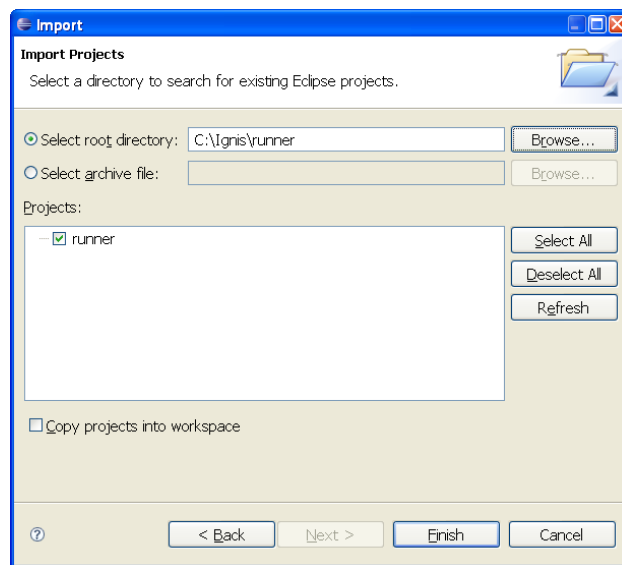 Import
Import Projects
Select a directory to search for existing Eclipse projects.
Select root directory: C:\Ignis\runner Browse...
Select archive file: Browse...
Projects:
runner
Select All
Deselect All
Refresh
Copy projects into workspace
? < Back Next > Finish Cancel